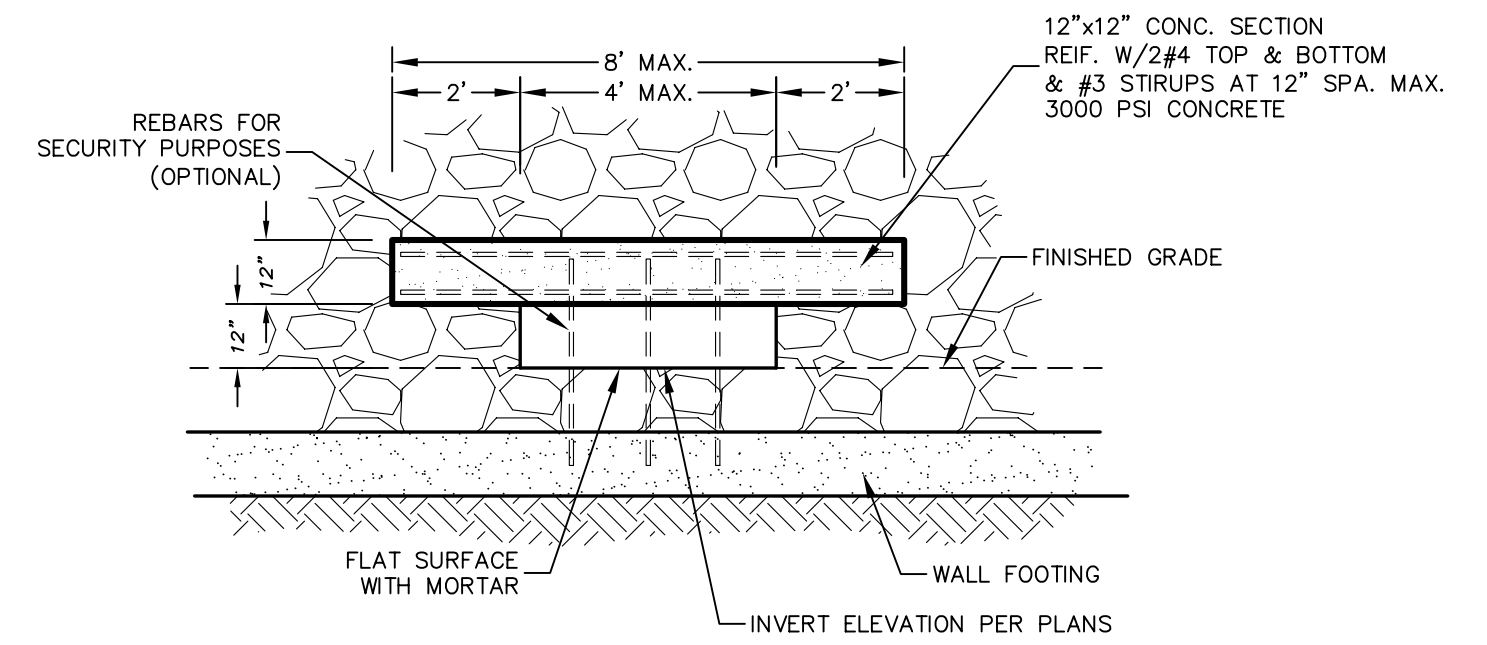 12"x12" CONC. SECTION
REIF. W/2#4 TOP & BOTTOM
& #3 STIRUPS AT 12" SPA. MAX.
3000 PSI CONCRETE
8' MAX.
2'
4' MAX.
2'
REBARS FOR
SECURITY PURPOSES
(OPTIONAL)
12"
12"
FINISHED GRADE
FLAT SURFACE
WITH MORTAR
WALL FOOTING
INVERT ELEVATION PER PLANS